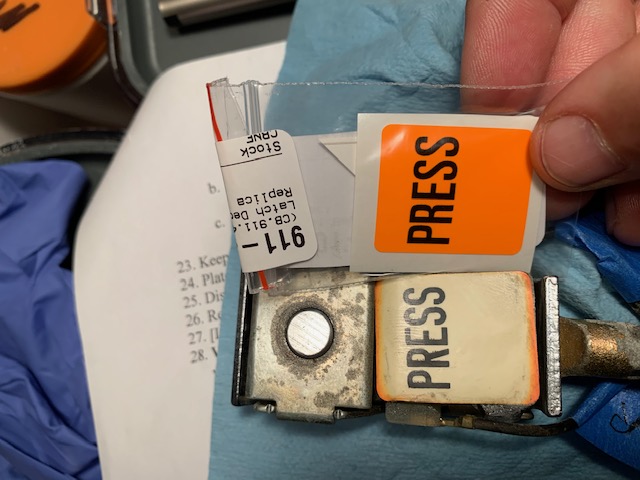 PRESS
911-
(CB.911.
Latch Dec
Replica
Stock
PRESS
b.
c.
23. Keep
24. Plat
25. Dis
26. Re
27.
28.